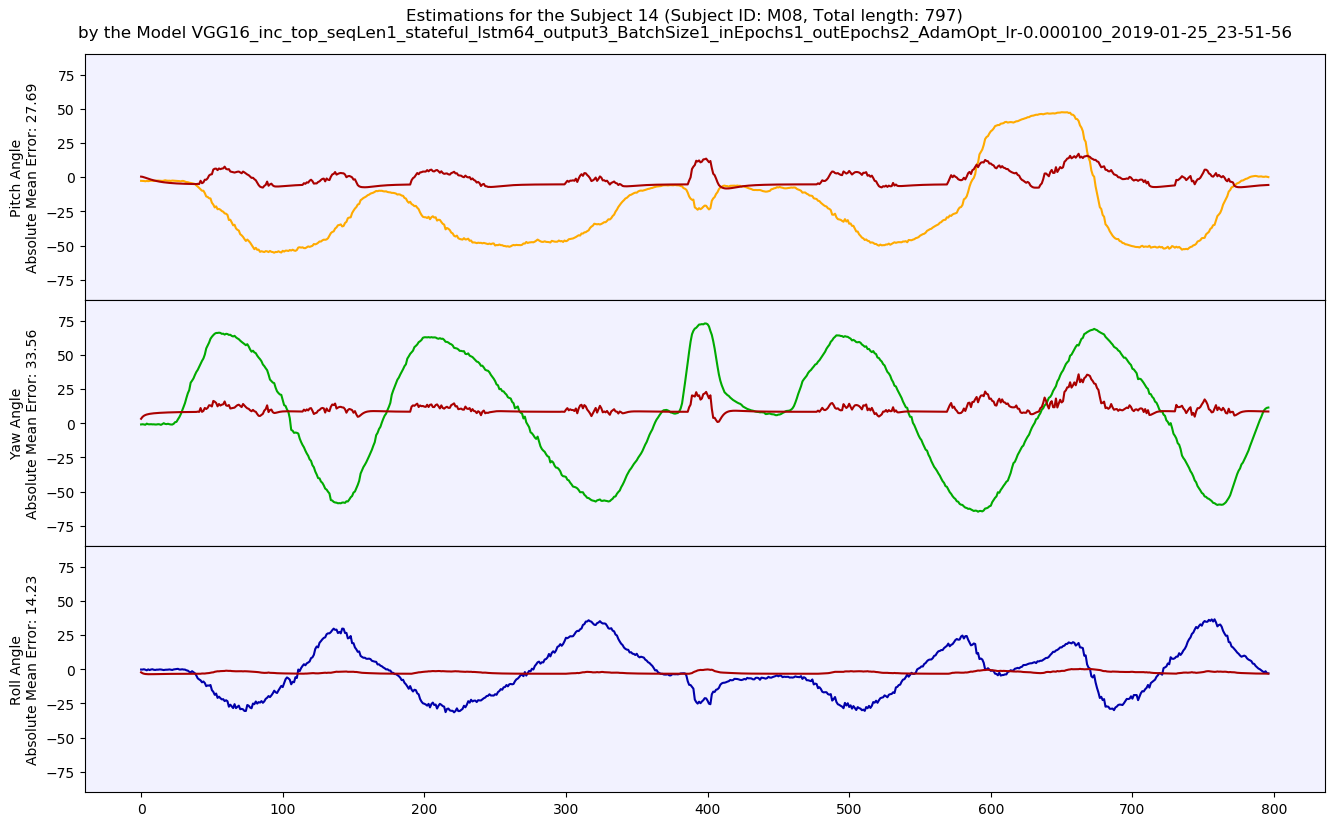 Estimations for the Subject 14 (Subject ID: M08, Total length: 797)
by the Model VGG16_inc_top_seqLen1_stateful_lstm64_output3_BatchSize1_inEpochs1_outEpochs2_AdamOpt_lr-0.000100_2019-01-25_23-51-56
Pitch Angle
Absolute Mean Error: 27.69
75
50
25
0
−25
−50
−75
Yaw Angle
Absolute Mean Error: 33.56
75
50
25
0
−25
−50
−75
Roll Angle
Absolute Mean Error: 14.23
75
50
25
0
−25
−50
−75
0 100 200 300 400 500 600 700 800